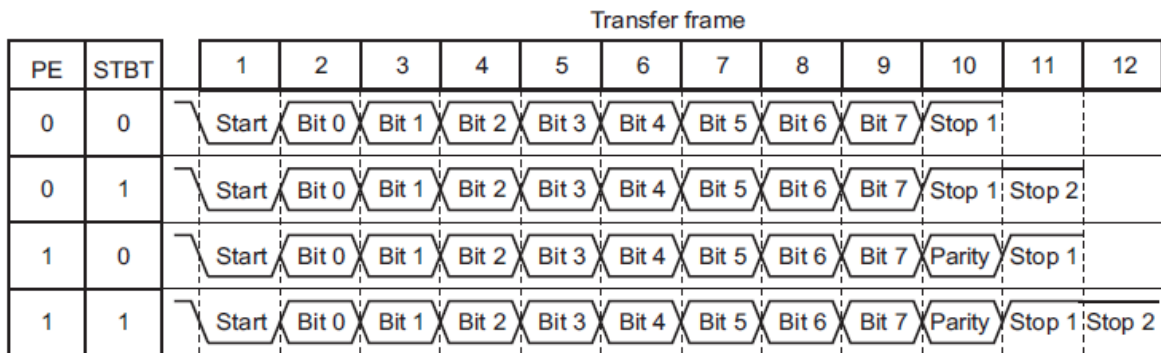 Transfer frame
PE STBT 1 2 3 4 5 6 7 8 9 10 11 12
0 0 Start Bit 0 Bit 1 Bit 2 Bit 3 Bit 4 Bit 5 Bit 6 Bit 7 Stop 1
0 1 Start Bit 0 Bit 1 Bit 2 Bit 3 Bit 4 Bit 5 Bit 6 Bit 7 Stop 1 Stop 2
1 0 Start Bit 0 Bit 1 Bit 2 Bit 3 Bit 4 Bit 5 Bit 6 Bit 7 Parity Stop 1
1 1 Start Bit 0 Bit 1 Bit 2 Bit 3 Bit 4 Bit 5 Bit 6 Bit 7 Parity Stop 1 Stop 2